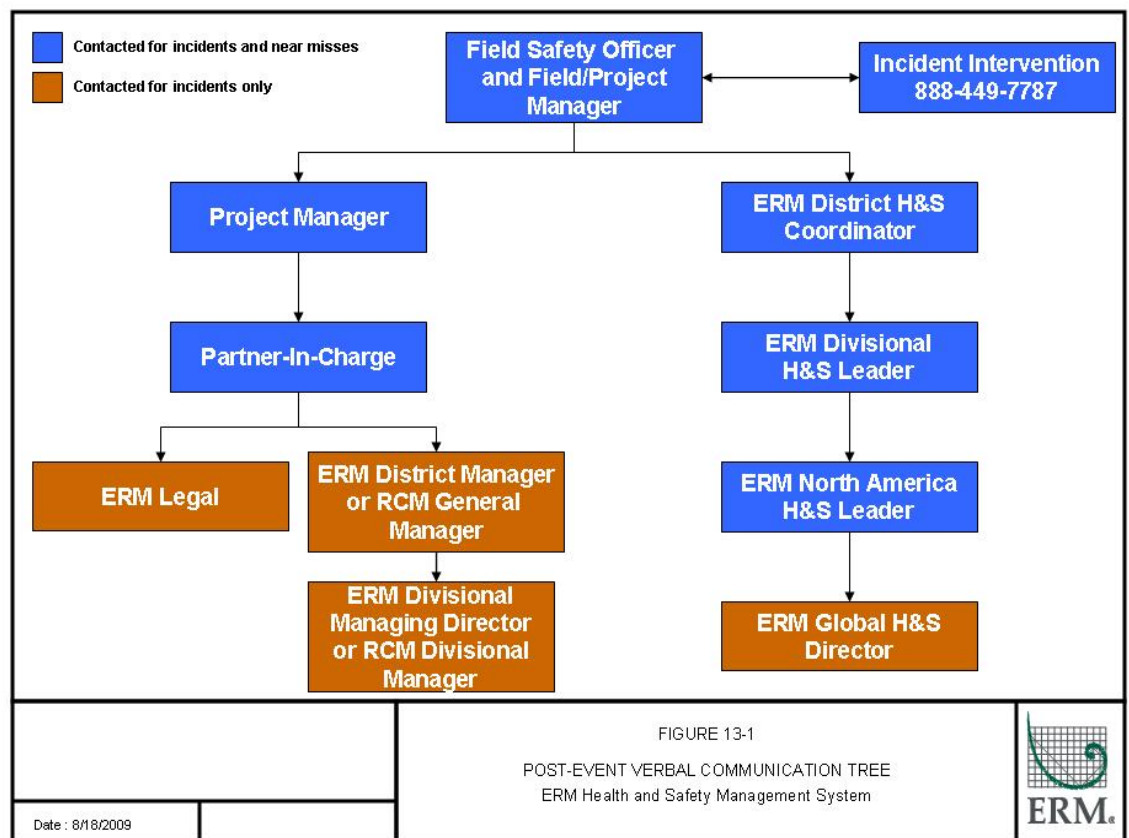 Contacted for incidents and near misses
Contacted for incidents only
Field Safety Officer
and Field/Project
Manager
Incident Intervention
888-449-7787
Project Manager
ERM District H&S
Coordinator
Partner-In-Charge
ERM Divisional
H&S Leader
ERM Legal
ERM District Manager
or RCM General
Manager
ERM North America
H&S Leader
ERM Divisional
Managing Director
or RCM Divisional
Manager
ERM Global H&S
Director
FIGURE 13-1
POST-EVENT VERBAL COMMUNICATION TREE
ERM Health and Safety Management System
Date : 8/18/2009
ERM